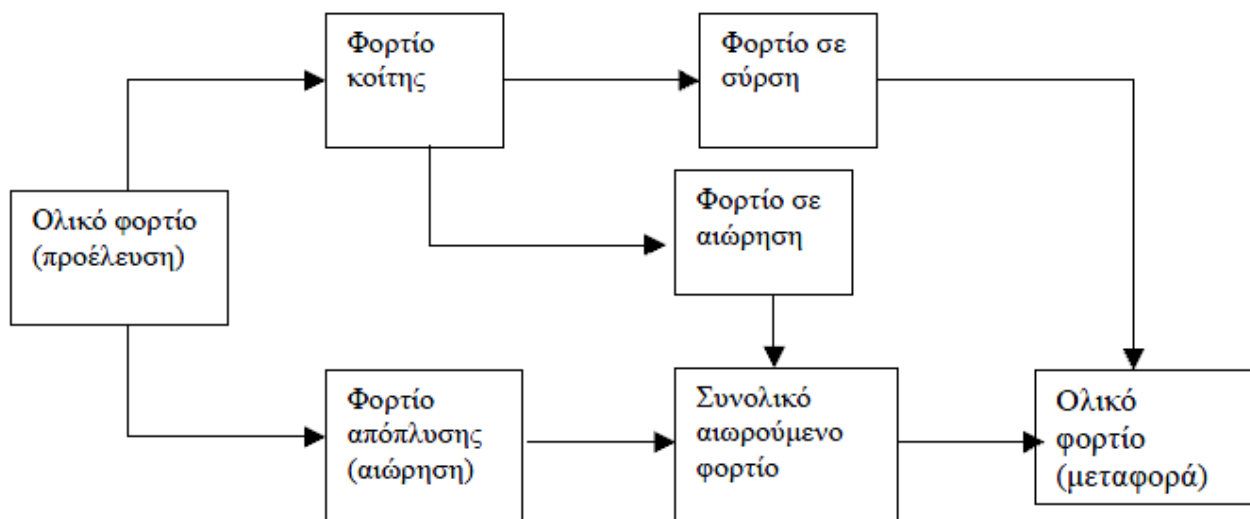 Φορτίο
κοίτης
Φορτίο σε
σύρση
Ολικό φορτίο
(προέλευση)
Φορτίο σε
αιώρηση
Φορτίο
απόπλυσης
(αιώρηση)
Συνολικό
αιωρούμενο
φορτίο
Ολικό
φορτίο
(μεταφορά)